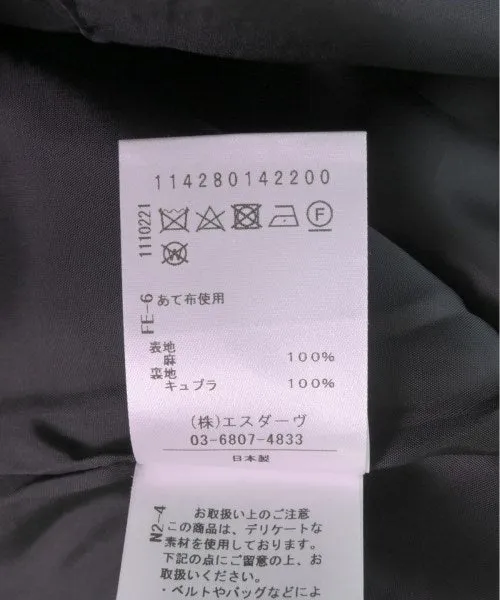 114280142200
1110221
F
W
FE-6
あて布使用
表地
麻 100%
裏地
キュプラ 100%
(株)エスダーヴ
03-6807-4833
日本製
N2-4
お取扱い上のご注意
この商品は、デリケートな
素材を使用しております。
下記の点にご留意の上、お
取扱いください。
・ベルトやバッグなどによ